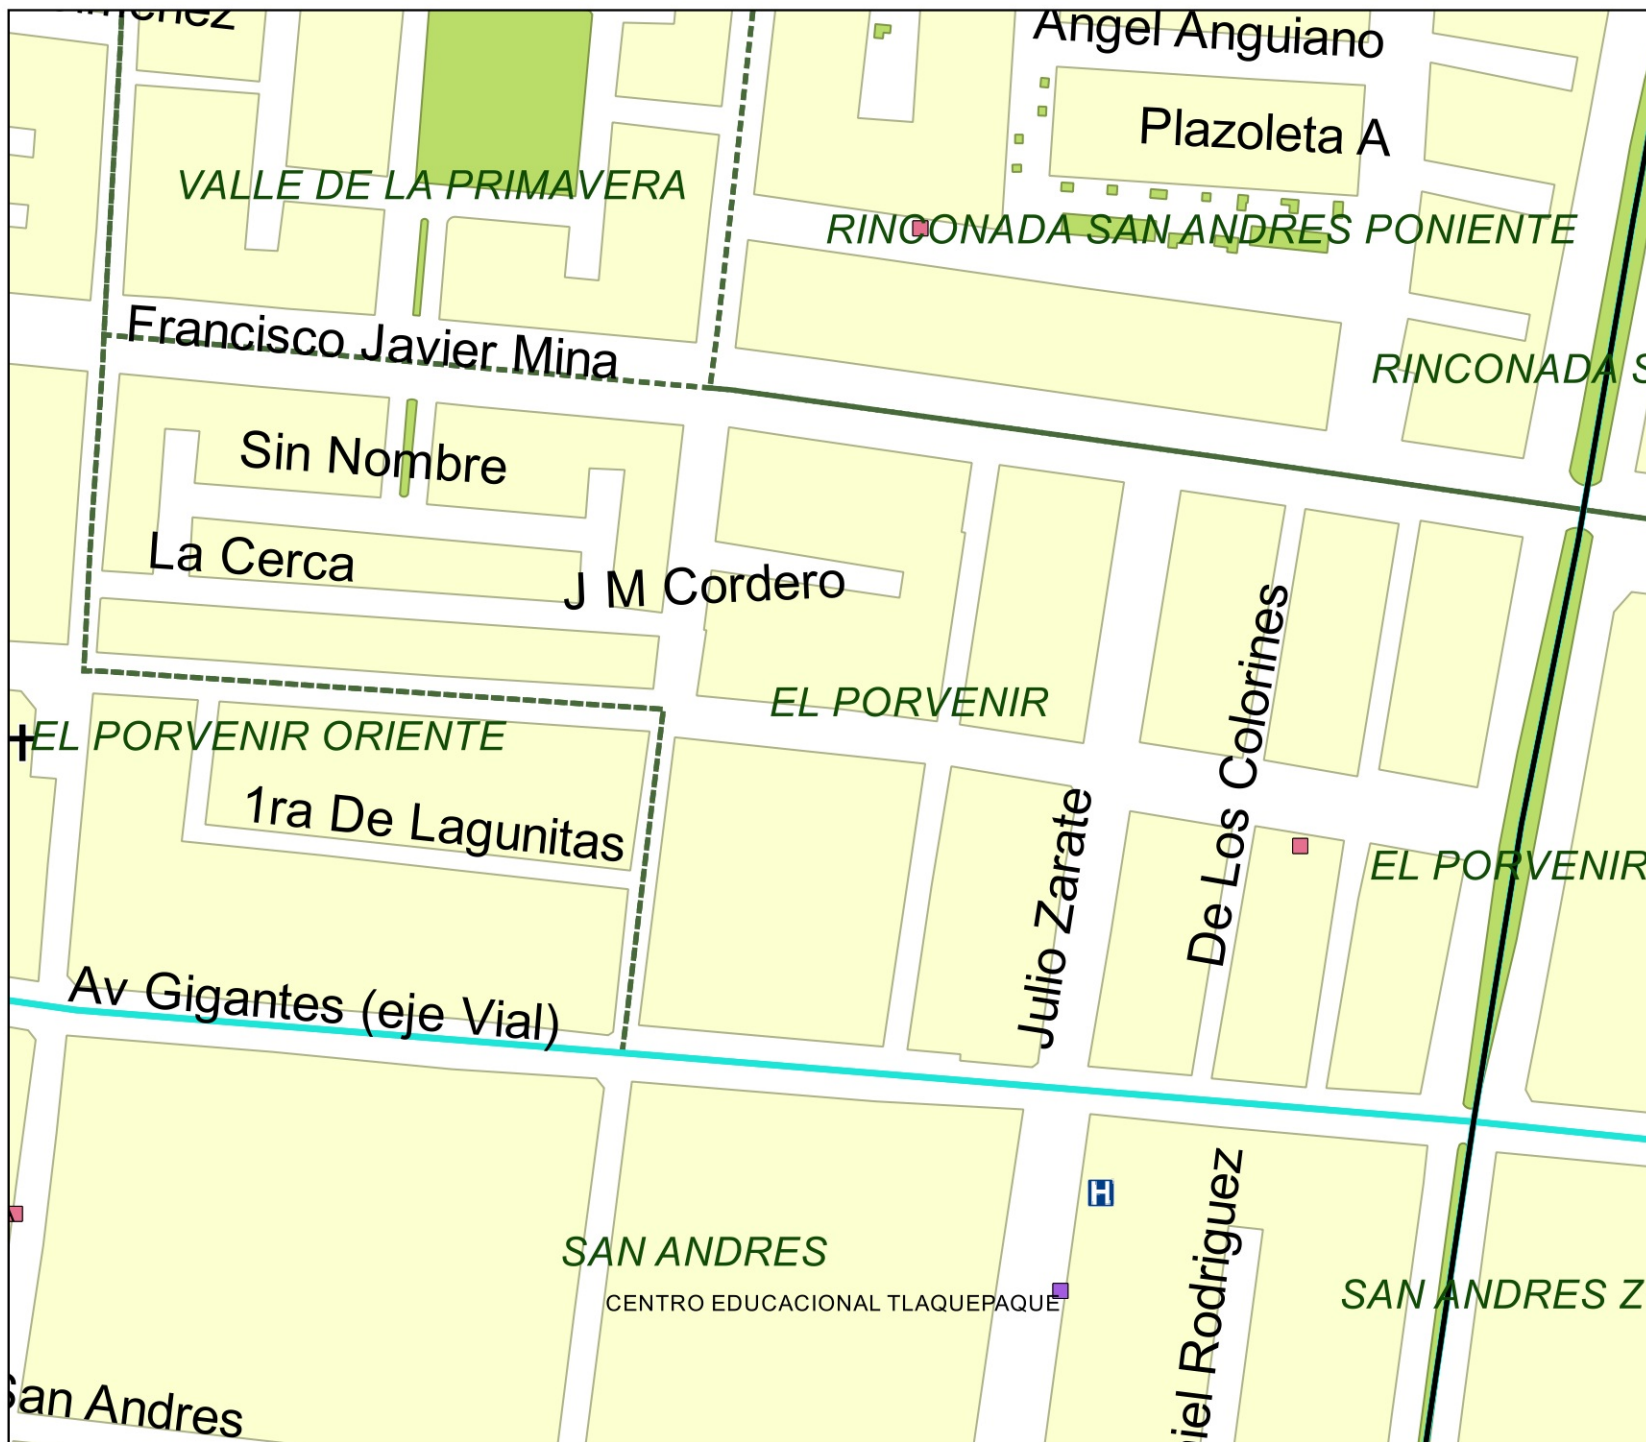 Angel Anguiano
Plazoleta A
VALLE DE LA PRIMAVERA
RINCONADA SAN ANDRES PONIENTE
Francisco Javier Mina
RINCONADA S
Sin Nombre
La Cerca
J M Cordero
De Los Colorines
EL PORVENIR
EL PORVENIR ORIENTE
1ra De Lagunitas
Julio Zarate
EL PORVENIR
Av Gigantes (eje Vial)
H
SAN ANDRES
CENTRO EDUCACIONAL TLAQUEPAQUE
SAN ANDRES Z
iel Rodriguez
San Andres